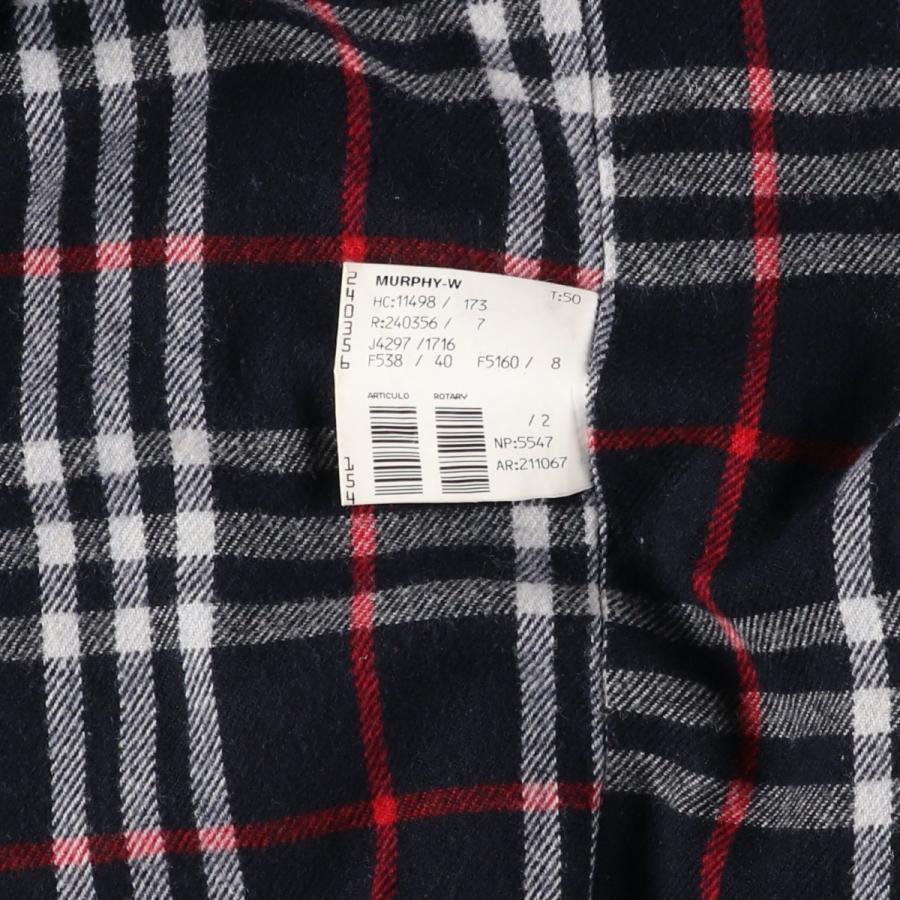 MURPHY-W
T:50
HC:11498 / 173
R:240356 / 7
J4297 /1716
F538 / 40 F5160 / 8
ARTICULO ROTARY
/ 2
NP:5547
AR:211067
240356
154